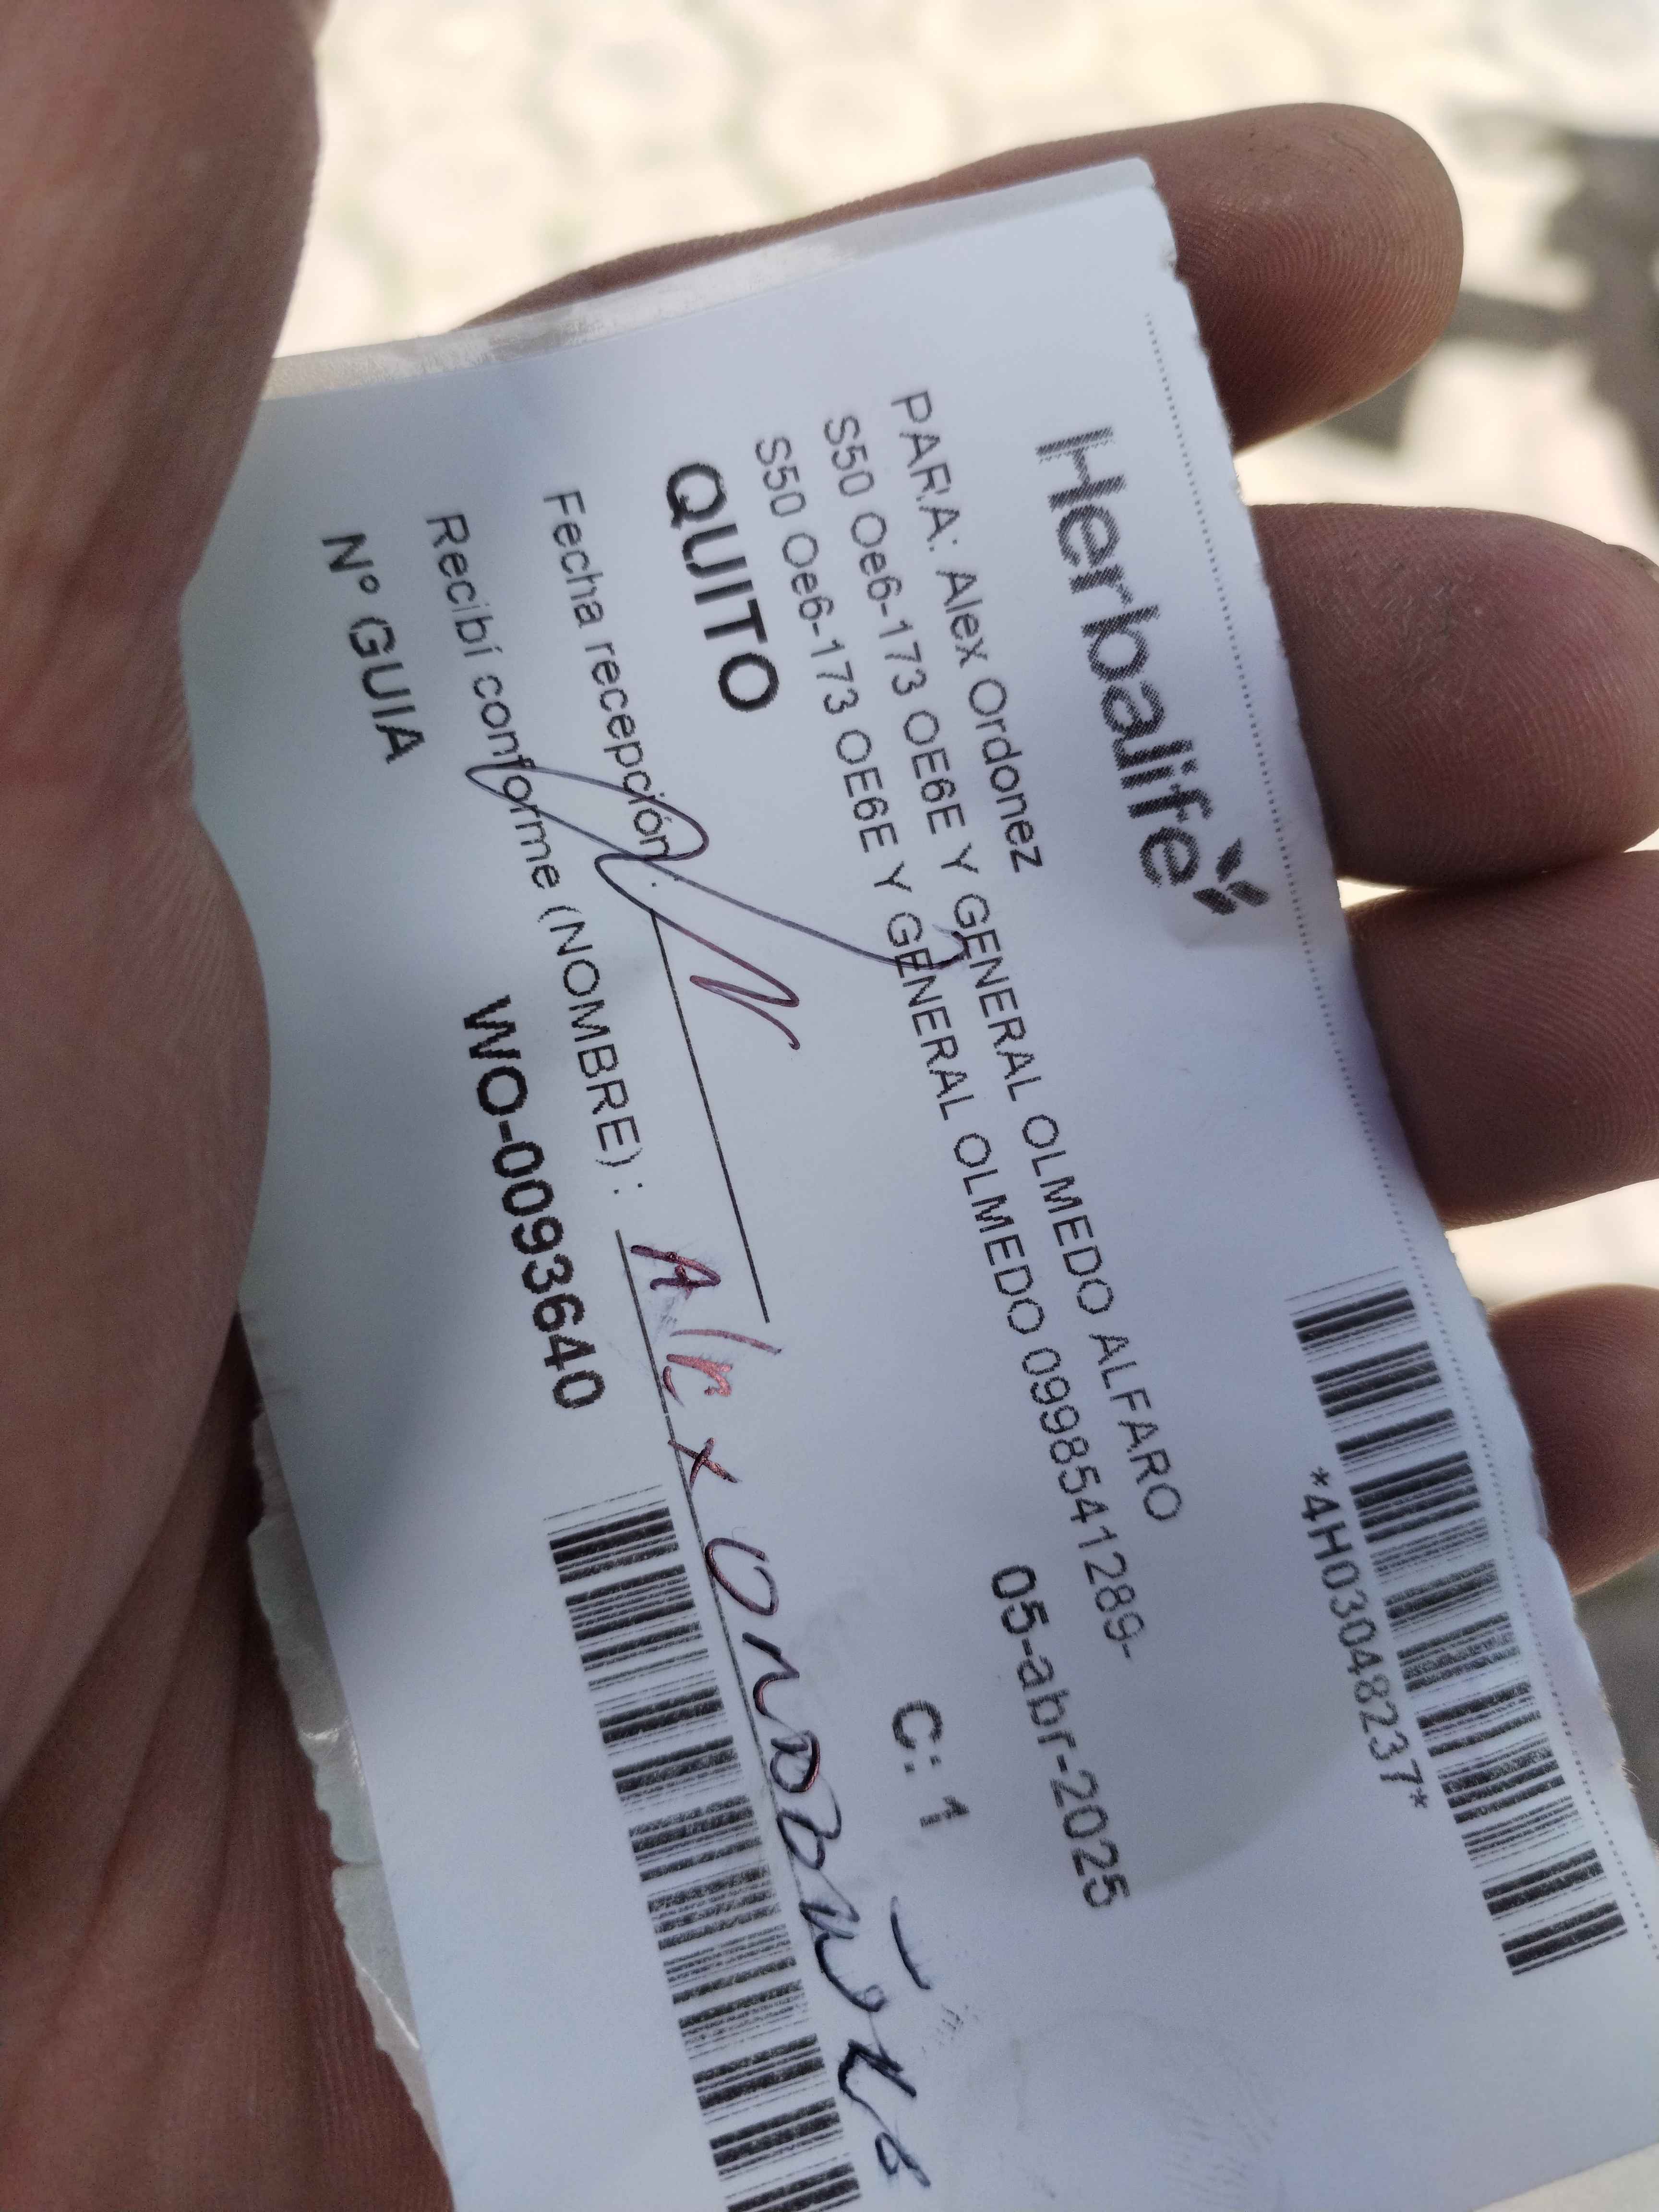 Herbalife
*4H03048237*
PARA: Alex Ordonez
S50 Oe6-173 OE6E Y GENERAL OLMEDO ALFARO
S50 Oe6-173 OE6E Y GENERAL OLMEDO 0998541289-
QUITO
05-abr-2025
Fecha recepción:
C: 1
Recibí conforme (NOMBRE) : Alex Ordoñez
Nº GUIA WO-0093640